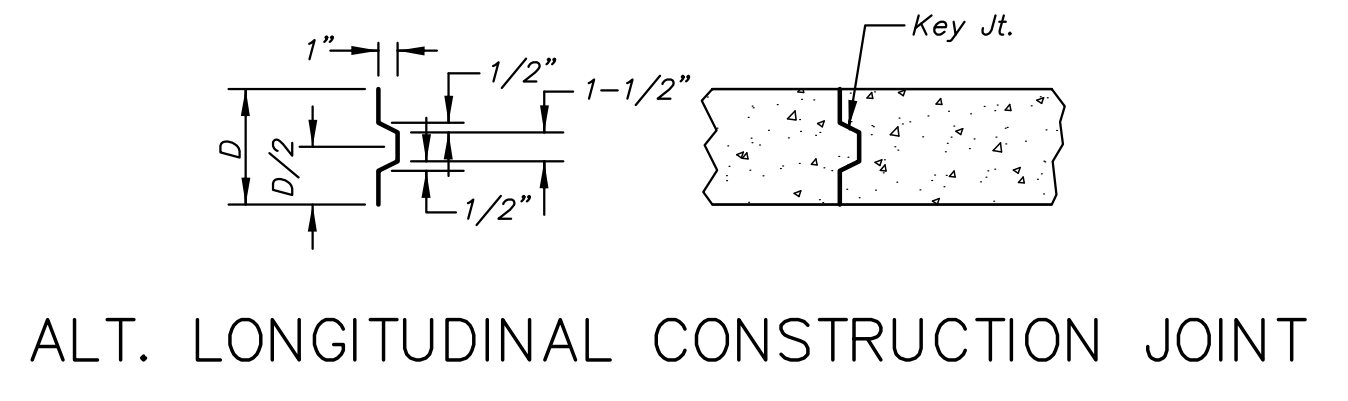 Key Jt.
1"
1/2"
1-1/2"
D
D/2
1/2"
ALT. LONGITUDINAL CONSTRUCTION JOINT